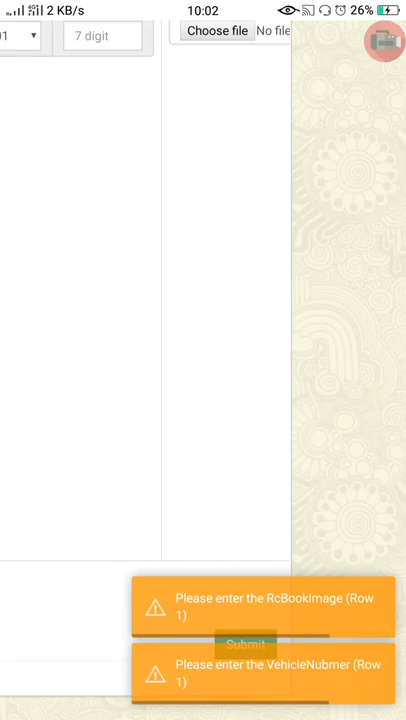 2 KB/s 10:02 26%
01 7 digit Choose file No file
Please enter the RcBookImage (Row
1)
Submit
Please enter the VehicleNubmer (Row
1)